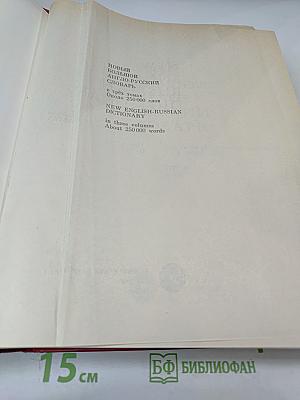 НОВЫЙ
БОЛЬШОЙ
АНГЛО-РУССКИЙ
СЛОВАРЬ
в трёх томах
Около 250 000 слов
NEW ENGLISH-RUSSIAN
DICTIONARY
in three volumes
About 250 000 words
15 см
БФ БИБЛИОФАН